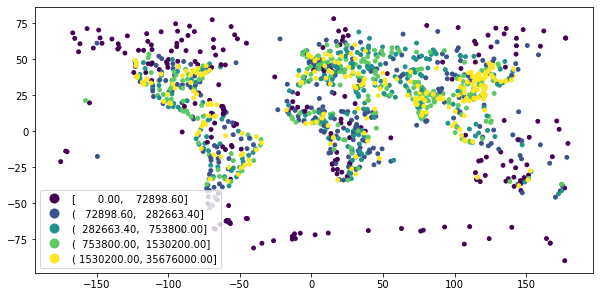 75
50
25
0
−25
−50
−75
[       0.00,    72898.60]
(   72898.60,   282663.40]
(  282663.40,   753800.00]
(  753800.00,  1530200.00]
( 1530200.00, 35676000.00]
−150 −100 −50 0 50 100 150